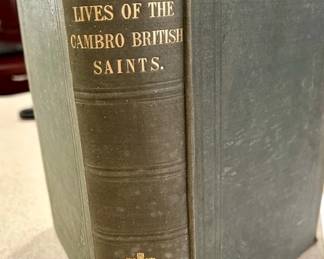 LIVES OF THE
CAMBRO BRITISH
SAINTS.